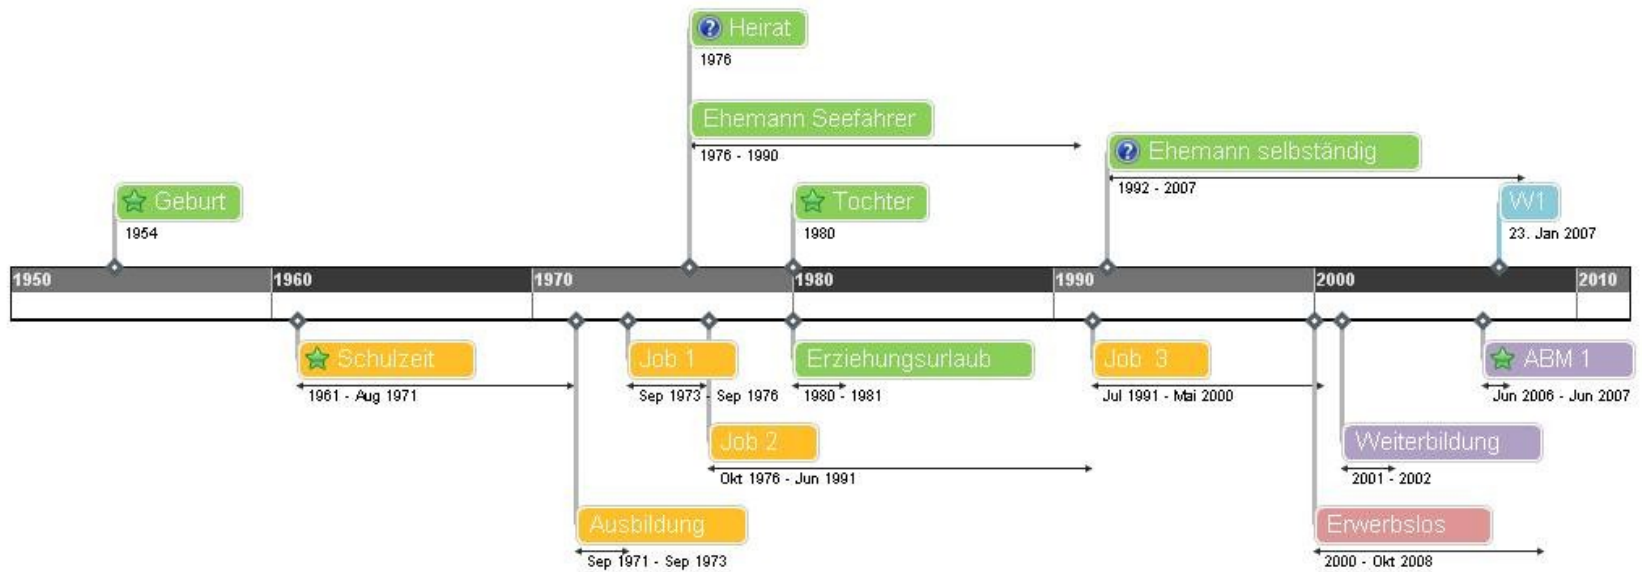 Heirat
1976
Ehemann Seefahrer
1976 - 1990
Ehemann selbständig
1992 - 2007
Geburt
1954
Tochter
1980
W1
23. Jan 2007
1950 1960 1970 1980 1990 2000 2010
Schulzeit
1961 - Aug 1971
Job 1
Sep 1973 - Sep 1976
Erziehungsurlaub
1980 - 1981
Job 3
Jul 1991 - Mai 2000
ABM 1
Jun 2006 - Jun 2007
Job 2
Okt 1976 - Jun 1991
Weiterbildung
2001 - 2002
Ausbildung
Sep 1971 - Sep 1973
Erwerbslos
2000 - Okt 2008